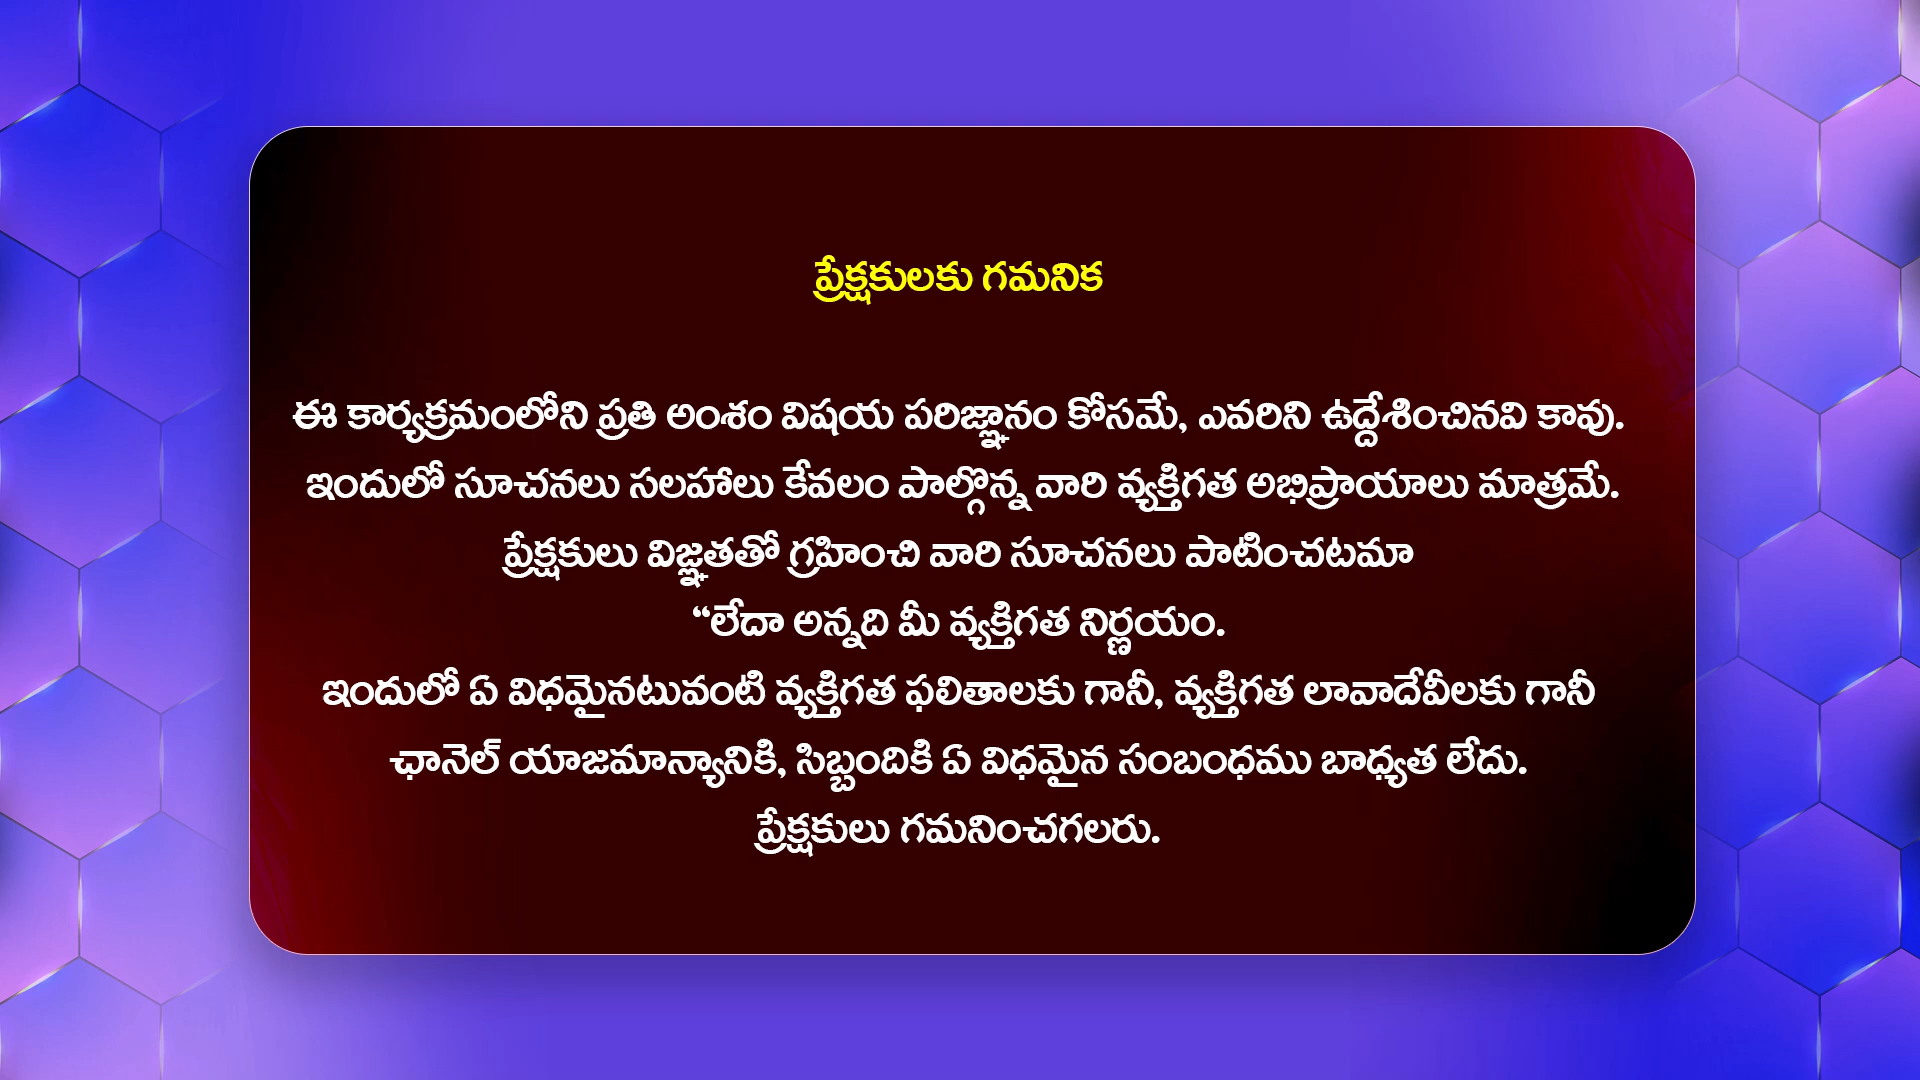 ప్రేక్షకులకు గమనిక
ఈ కార్యక్రమంలోని ప్రతి అంశం విషయ పరిజ్ఞానం కోసమే, ఎవరిని ఉద్దేశించినవి కావు.
ఇందులో సూచనలు సలహాలు కేవలం పాల్గొన్న వారి వ్యక్తిగత అభిప్రాయాలు మాత్రమే.
ప్రేక్షకులు విజ్ఞతతో గ్రహించి వారి సూచనలు పాటించటమా
“లేదా అన్నది మీ వ్యక్తిగత నిర్ణయం.
ఇందులో ఏ విధమైనటువంటి వ్యక్తిగత ఫలితాలకు గానీ, వ్యక్తిగత లావాదేవీలకు గానీ
ఛానెల్ యాజమాన్యానికి, సిబ్బందికి ఏ విధమైన సంబంధము బాధ్యత లేదు.
ప్రేక్షకులు గమనించగలరు.